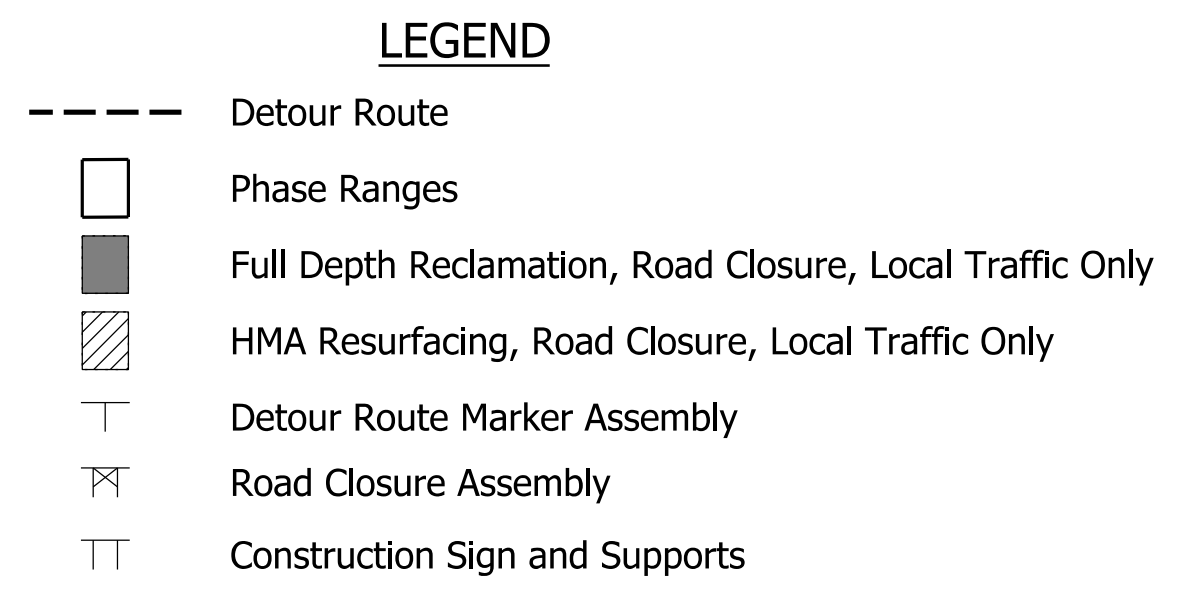 LEGEND
Detour Route
Phase Ranges
Full Depth Reclamation, Road Closure, Local Traffic Only
HMA Resurfacing, Road Closure, Local Traffic Only
Detour Route Marker Assembly
Road Closure Assembly
Construction Sign and Supports